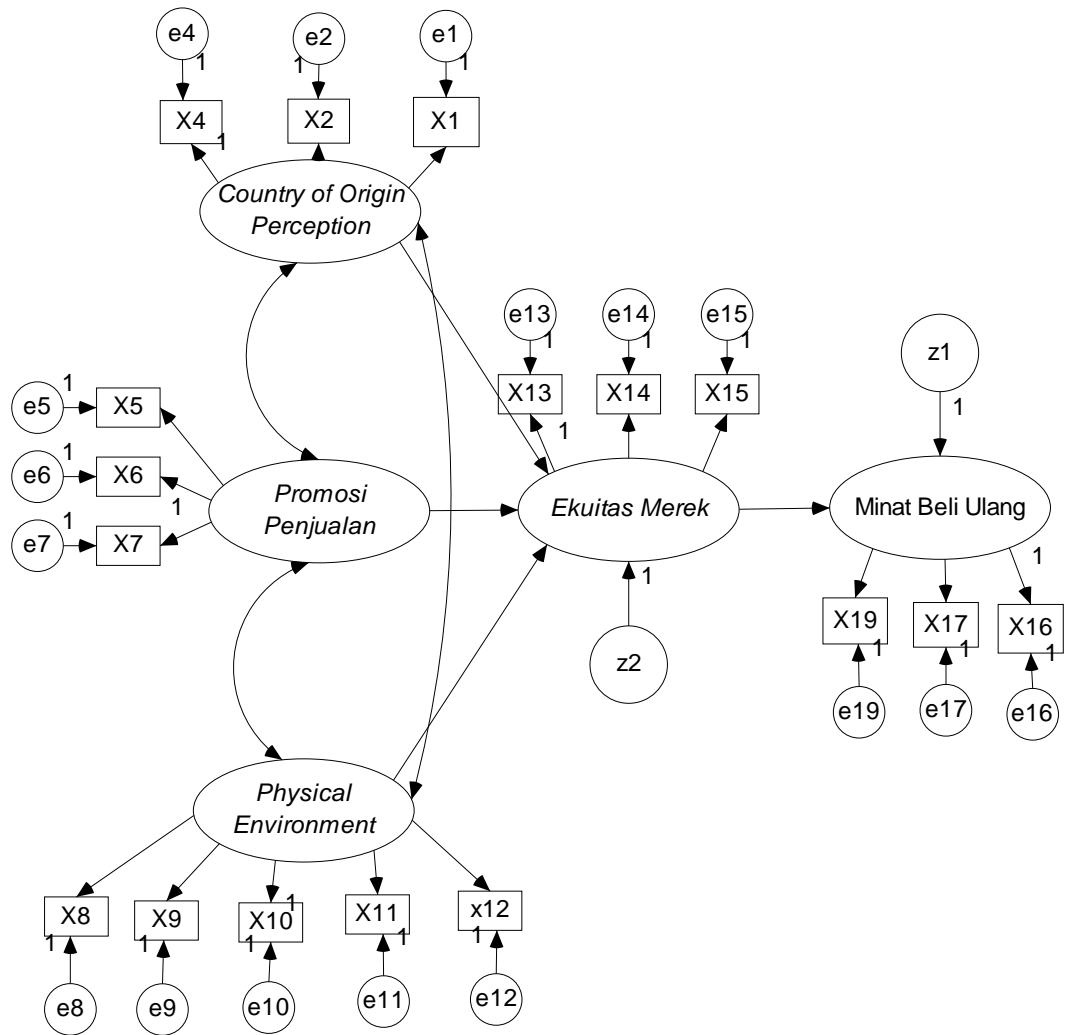 e4
e2
e1
1
1
1
X4
X2
X1
1
Country of Origin
Perception
e13
e14
e15
1
1
1
X13
X14
X15
1
z1
1
1
e5
X5
1
e6
X6
1
1
e7
X7
Promosi
Penjualan
Ekuitas Merek
Minat Beli Ulang
1
1
z2
X19
X17
X16
1
1
1
e19
e17
e16
Physical
Environment
X8
X9
X10
X11
x12
1
1
1
1
1
1
e8
e9
e10
e11
e12